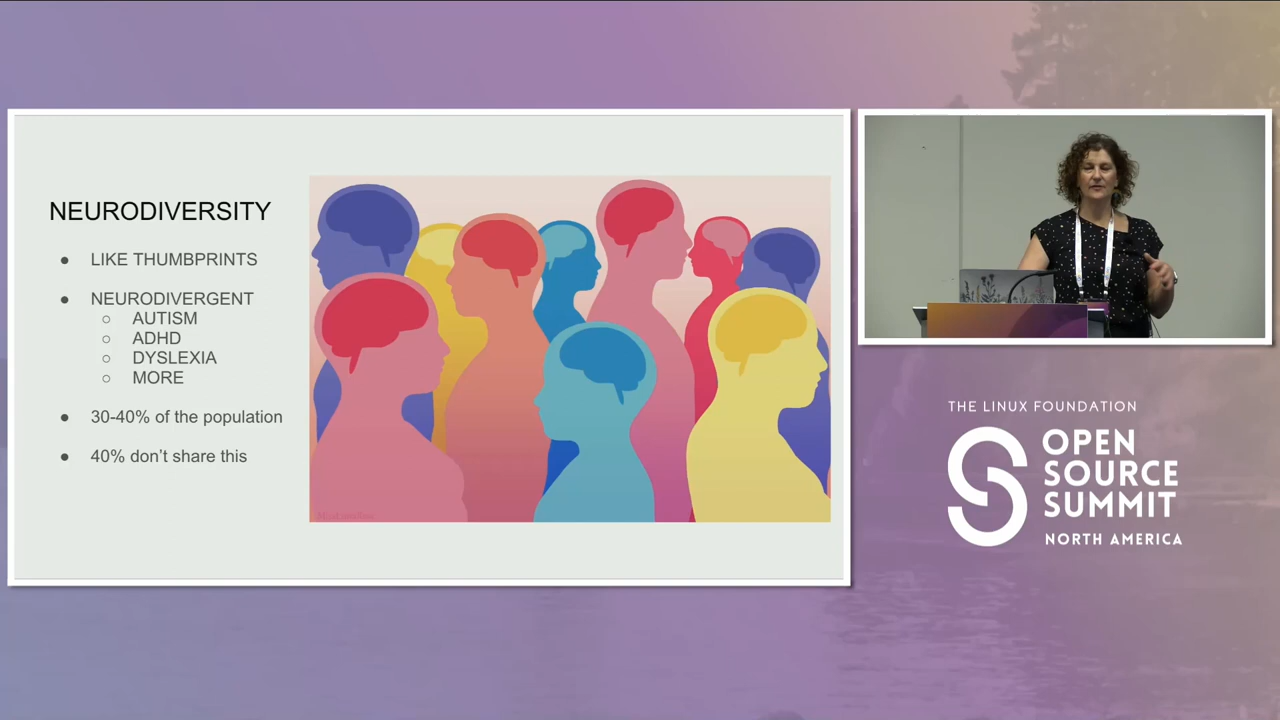 NEURODIVERSITY
● LIKE THUMBPRINTS
● NEURODIVERGENT
○ AUTISM
○ ADHD
○ DYSLEXIA
○ MORE
● 30-40% of the population
● 40% don’t share this
THE LINUX FOUNDATION
OPEN
SOURCE
SUMMIT
NORTH AMERICA